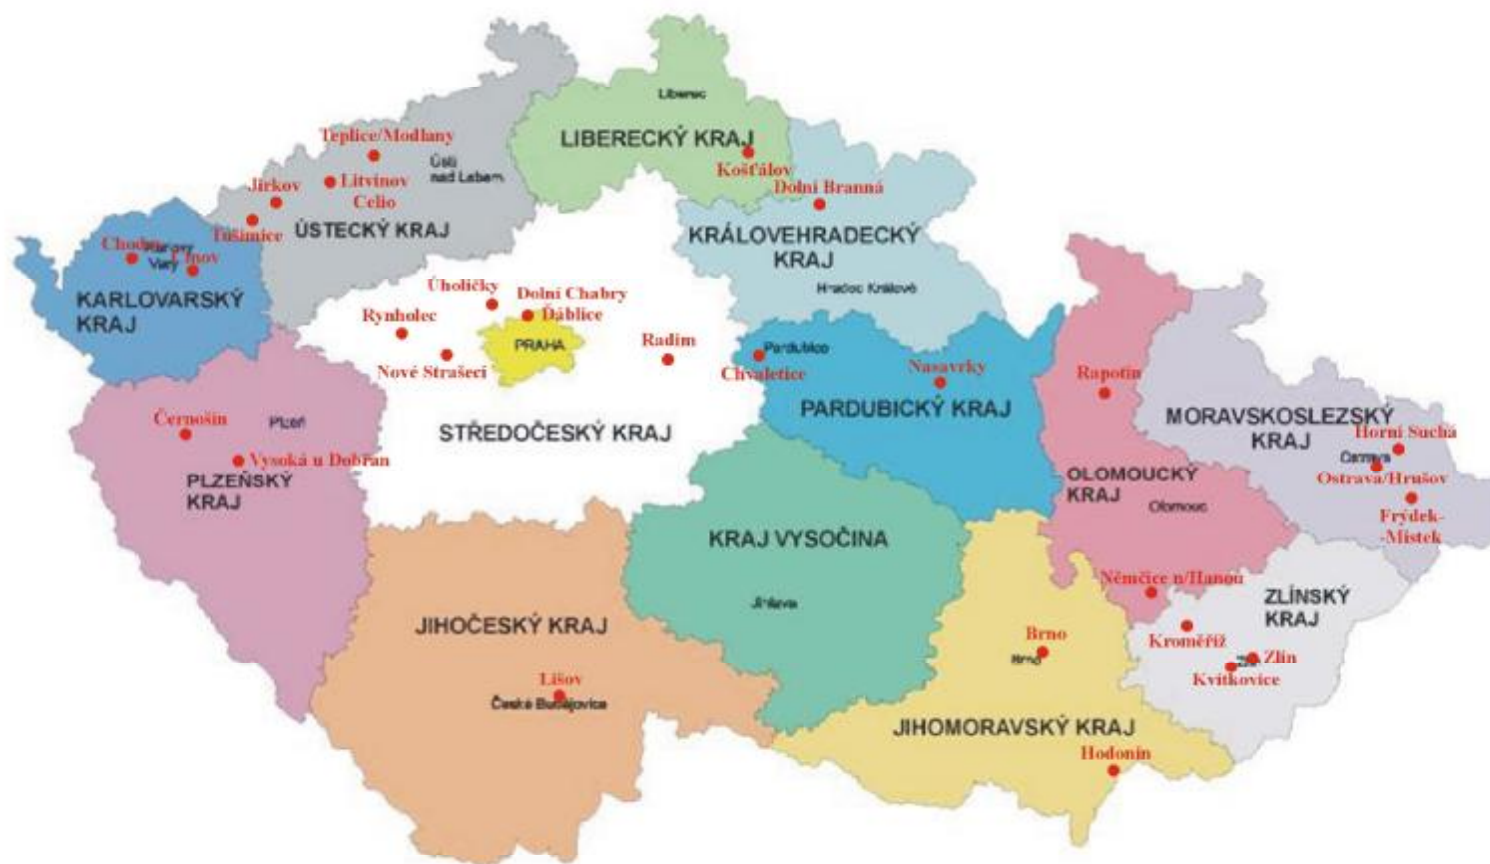 Liberec
LIBERECKÝ KRAJ
Košťálov
Teplice/Modlany
Ústí
nad Labem
Jirkov
Litvínov
Celio
Tušimice
ÚSTECKÝ KRAJ
Dolní Branná
KRÁLOVEHRADECKÝ
KRAJ
Hradec Králové
Chodov
Karlovy
Vary
Činov
KARLOVARSKÝ
KRAJ
Úholičky
Dolní Chabry
Ďáblice
Rynholec
PRAHA
Radim
Nové Strašecí
STŘEDOČESKÝ KRAJ
Pardubice
Chvaletice
Nasavrky
PARDUBICKÝ KRAJ
Rapotín
MORAVSKOSLEZSKÝ
KRAJ
Horní Suchá
Ostrava
Ostrava/Hrušov
Frýdek-
-Místek
Černošín
Plzeň
Vysoká u Dobřan
PLZEŇSKÝ
KRAJ
OLOMOUCKÝ
KRAJ
Olomouc
KRAJ VYSOČINA
Jihlava
Němčice n/Hanou
ZLÍNSKÝ
KRAJ
Kroměříž
Zlín
Kvítkovice
JIHOČESKÝ KRAJ
Lišov
České Budějovice
Brno
Brno
JIHOMORAVSKÝ KRAJ
Hodonín